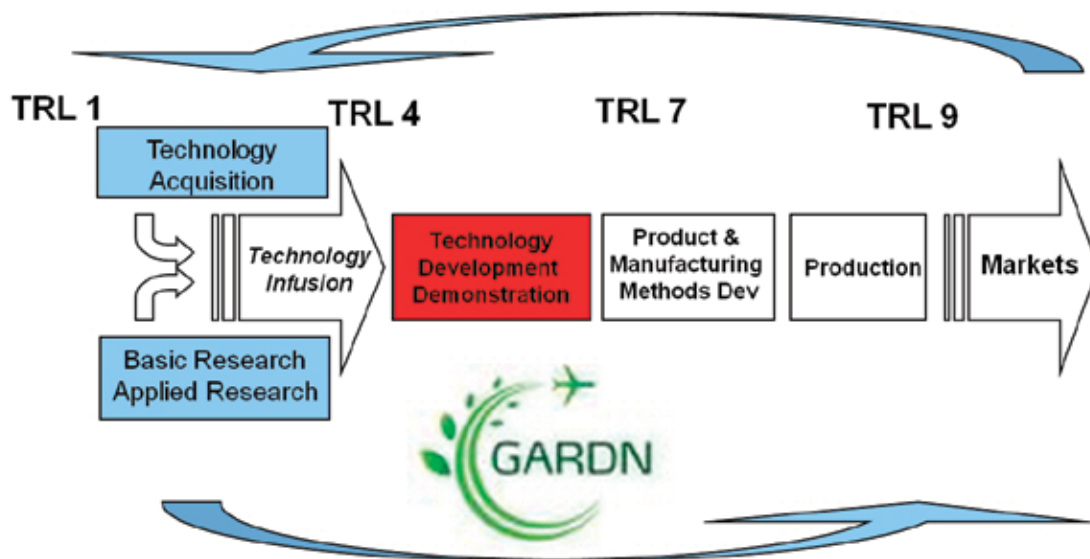 TRL 1
TRL 4
TRL 7
TRL 9
Technology
Acquisition
Technology
Infusion
Basic Research
Applied Research
Technology
Development
Demonstration
Product &
Manufacturing
Methods Dev
Production
Markets
GARDN